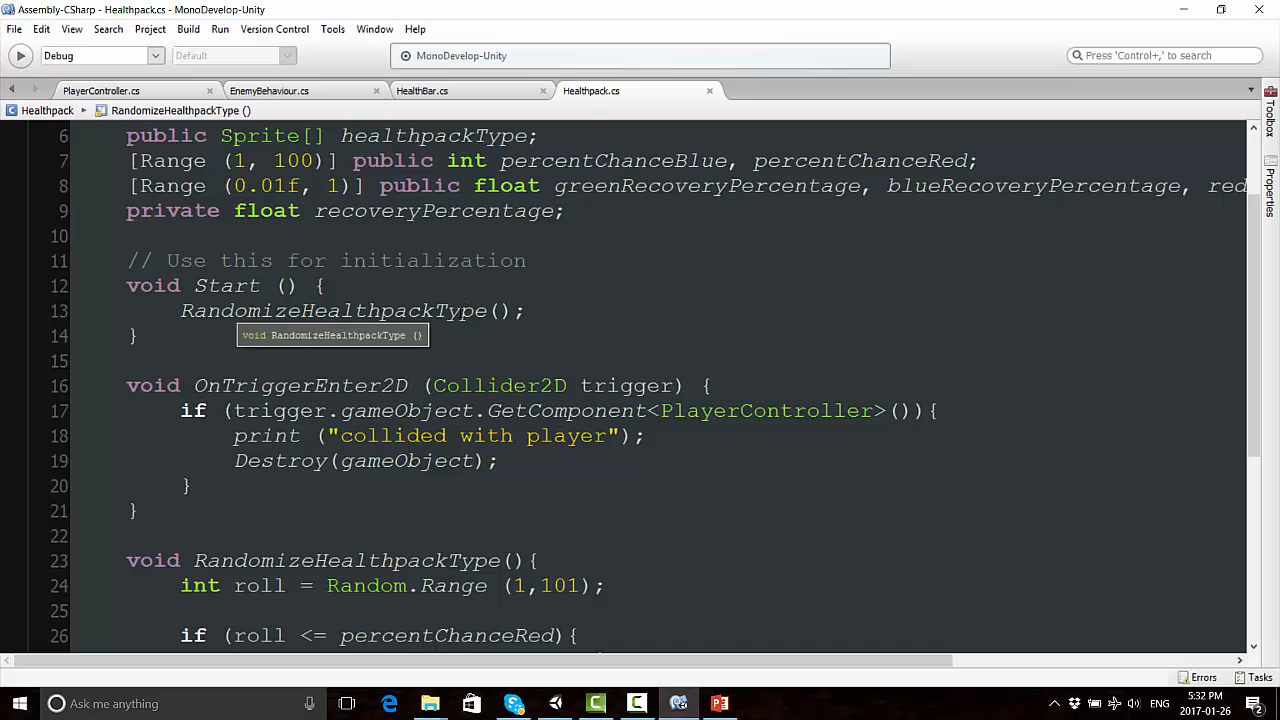 Assembly-CSharp - Healthpack.cs - MonoDevelop-Unity
File Edit View Search Project Build Run Version Control Tools Window Help
Debug Default MonoDevelop-Unity Press 'Control+,' to search
PlayerController.cs EnemyBehaviour.cs HealthBar.cs Healthpack.cs
Healthpack RandomizeHealthpackType ()
Toolbox
Properties
6 public Sprite[] healthpackType;
7 [Range (1, 100)] public int percentChanceBlue, percentChanceRed;
8 [Range (0.01f, 1)] public float greenRecoveryPercentage, blueRecoveryPercentage, red
9 private float recoveryPercentage;
10
11 // Use this for initialization
12 void Start () {
13 RandomizeHealthpackType();
void RandomizeHealthpackType ()
14 }
15
16 void OnTriggerEnter2D (Collider2D trigger) {
17 if (trigger.gameObject.GetComponent<PlayerController>()){
18 print ("collided with player");
19 Destroy(gameObject);
20 }
21 }
22
23 void RandomizeHealthpackType(){
24 int roll = Random.Range (1,101);
25
26 if (roll <= percentChanceRed){
Errors Tasks
Ask me anything
ENG 5:32 PM
2017-01-26
2